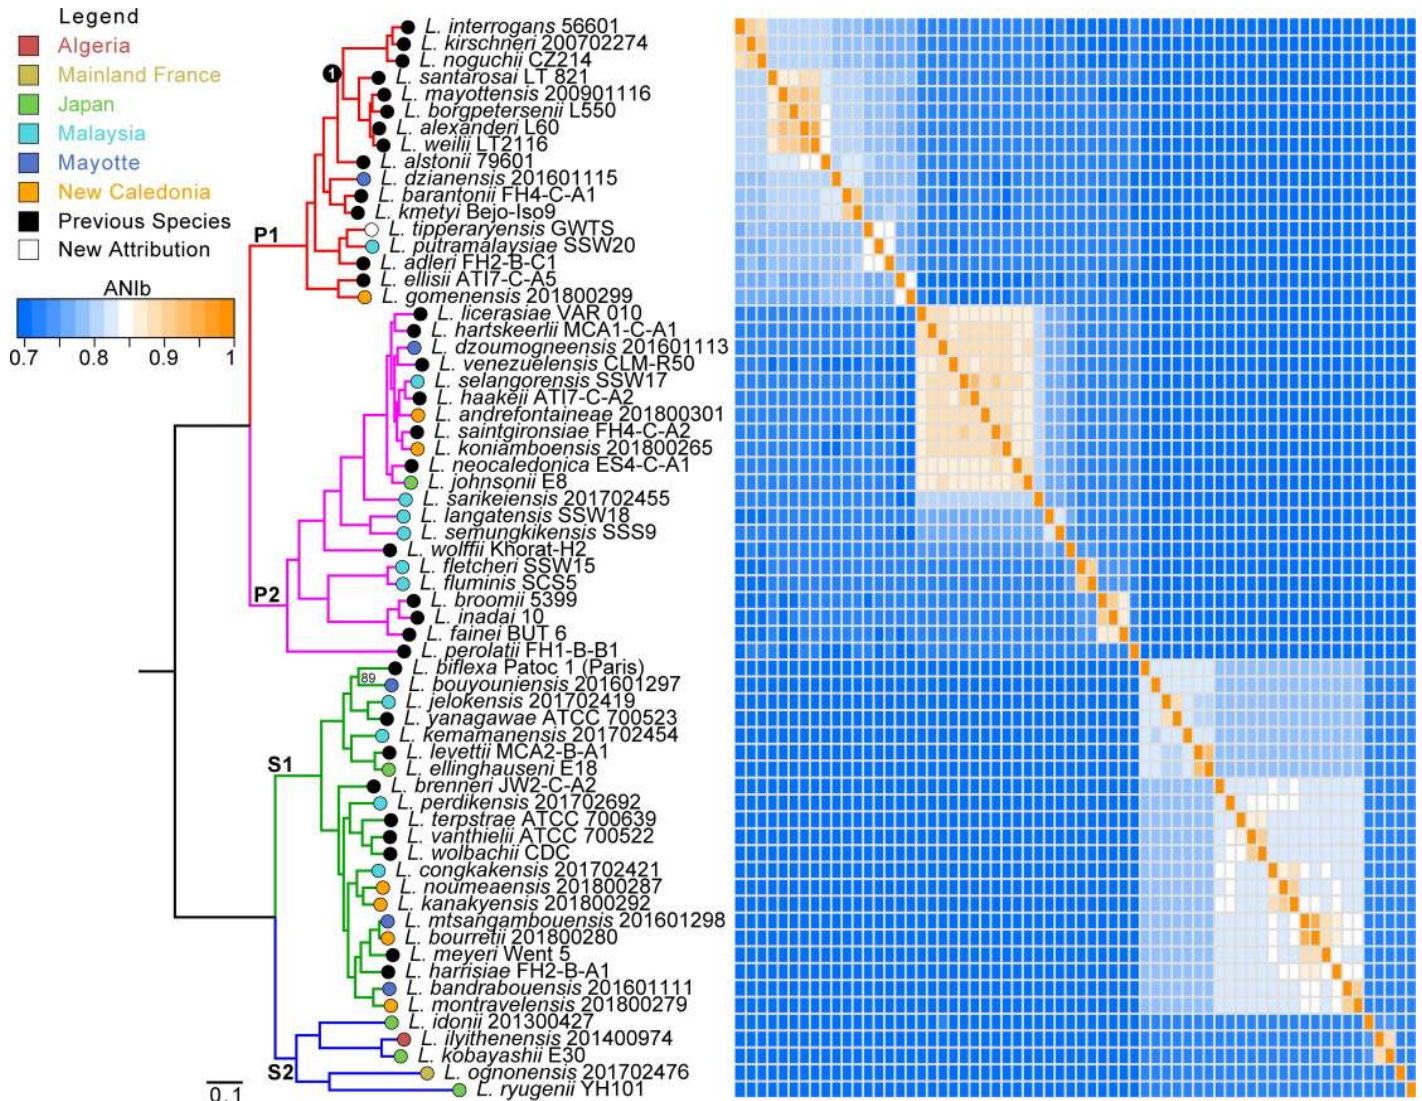 Legend
Algeria
Mainland France
Japan
Malaysia
Mayotte
New Caledonia
Previous Species
New Attribution
ANIb
0.7 0.8 0.9 1
1
P1
P2
89
S1
S2
0.1
L. interrogans 56601
L. kirschneri 200702274
L. noguchii CZ214
L. santarosai LT 821
L. mayottensis 200901116
L. borgpetersenii L550
L. alexanderi L60
L. weilii LT2116
L. alstonii 79601
L. dzianensis 201601115
L. barantonii FH4-C-A1
L. kmetyi Bejo-Iso9
L. tipperaryensis GWTS
L. putramalaysiae SSW20
L. adleri FH2-B-C1
L. ellisii ATI7-C-A5
L. gomenensis 201800299
L. licerasiae VAR 010
L. hartskeerlii MCA1-C-A1
L. dzoumogneensis 201601113
L. venezuelensis CLM-R50
L. selangorensis SSW17
L. haakeii ATI7-C-A2
L. andrefontaineae 201800301
L. saintgironsiae FH4-C-A2
L. koniamboensis 201800265
L. neocaledonica ES4-C-A1
L. johnsonii E8
L. sarikeiensis 201702455
L. langatensis SSW18
L. semungkikensis SSS9
L. wolffii Khorat-H2
L. fletcheri SSW15
L. fluminis SCS5
L. broomii 5399
L. inadai 10
L. fainei BUT 6
L. perolatii FH1-B-B1
L. biflexa Patoc 1 (Paris)
L. bouyouniensis 201601297
L. jelokensis 201702419
L. yanagawae ATCC 700523
L. kemamanensis 201702454
L. levettii MCA2-B-A1
L. ellinghauseni E18
L. brenneri JW2-C-A2
L. perdikensis 201702692
L. terpstrae ATCC 700639
L. vanthielii ATCC 700522
L. wolbachii CDC
L. congkakensis 201702421
L. noumeaensis 201800287
L. kanakyensis 201800292
L. mtsangambouensis 201601298
L. bourretii 201800280
L. meyeri Went 5
L. harrisiae FH2-B-A1
L. bandrabouensis 201601111
L. montravelensis 201800279
L. idonii 201300427
L. ilyithenensis 201400974
L. kobayashii E30
L. ognonensis 201702476
L. ryugenii YH101